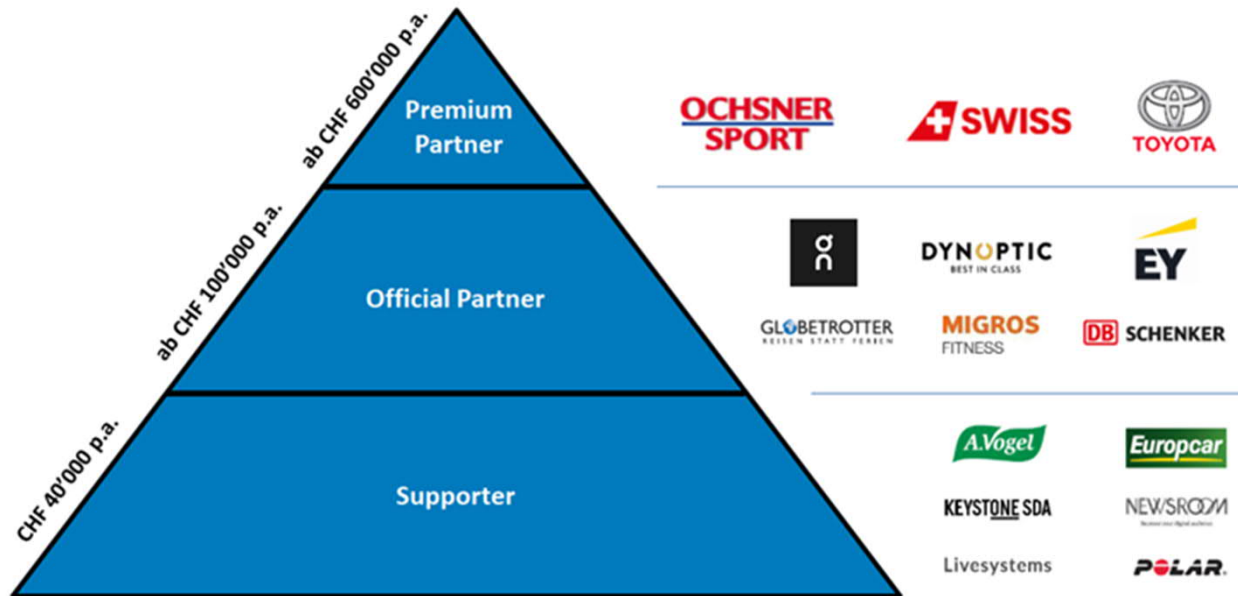 ab CHF 600'000 p.a.
Premium
Partner
OCHSNER
SPORT
SWISS
TOYOTA
ab CHF 100'000 p.a.
Official Partner
on
DYNOPTIC
BEST IN CLASS
EY
GLOBETROTTER
REISEN STATT FERIEN
MIGROS
FITNESS
DB SCHENKER
CHF 40'000 p.a.
Supporter
A.Vogel
Europcar
KEYSTONE SDA
NEWSROOM
Livesystems
POLAR.